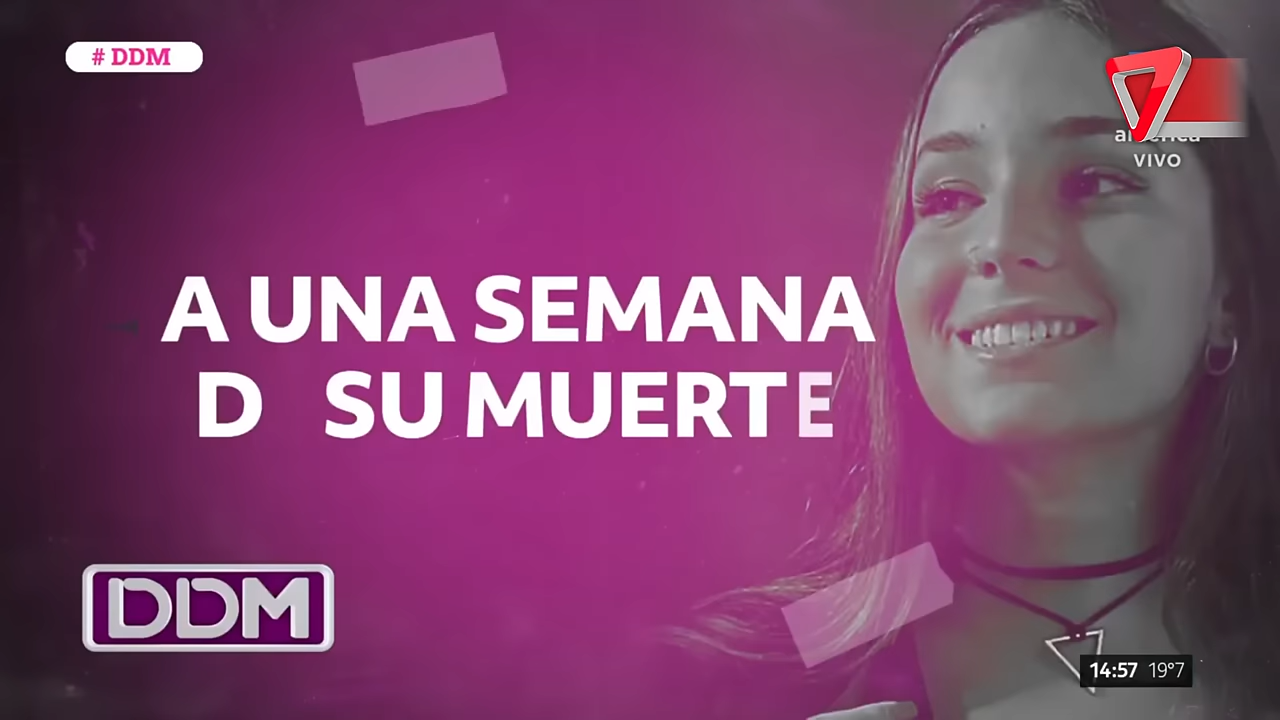 # DDM
VIVO
A UNA SEMANA
D SU MUERTE
DDM
14:57 19°7